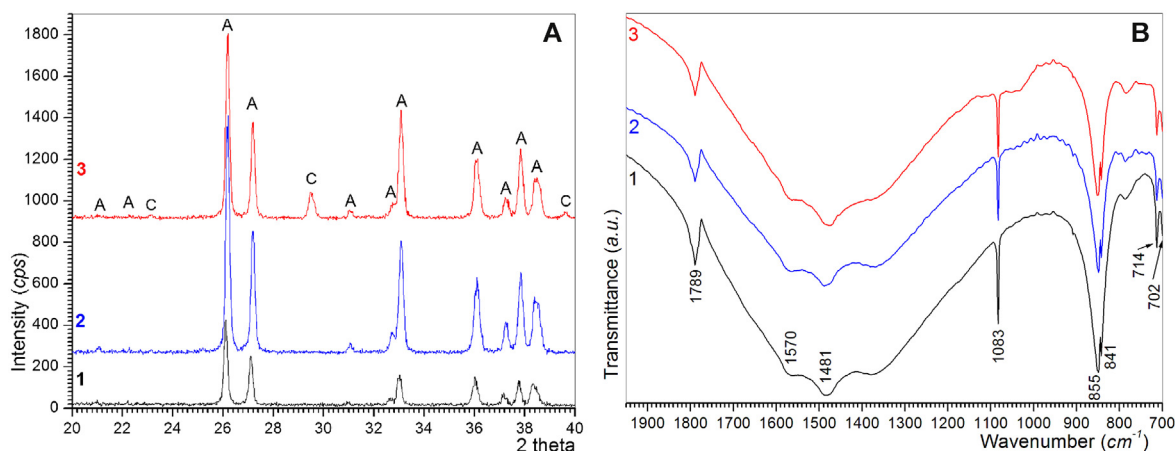 A
1800
1600
1400
1200
1000
800
600
400
200
0
Intensity (cps)
20 22 24 26 28 30 32 34 36 38 40
2 theta
A A C A A C A A A A A A A C
3
2
1
B
3
2
1
Transmittance (a.u.)
1789
1570
1481
1083
855
841
714
702
1900 1800 1700 1600 1500 1400 1300 1200 1100 1000 900 800 700
Wavenumber (cm⁻¹)